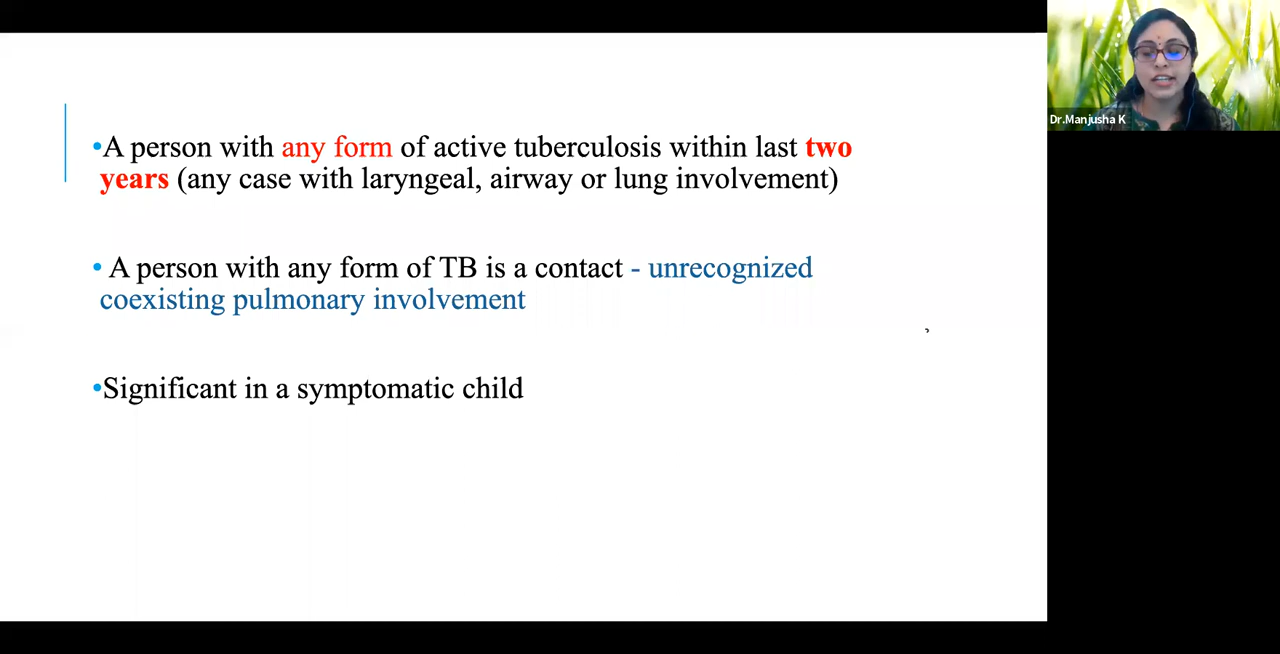 •A person with any form of active tuberculosis within last two
years (any case with laryngeal, airway or lung involvement)
• A person with any form of TB is a contact - unrecognized
coexisting pulmonary involvement
•Significant in a symptomatic child
Dr.Manjusha K